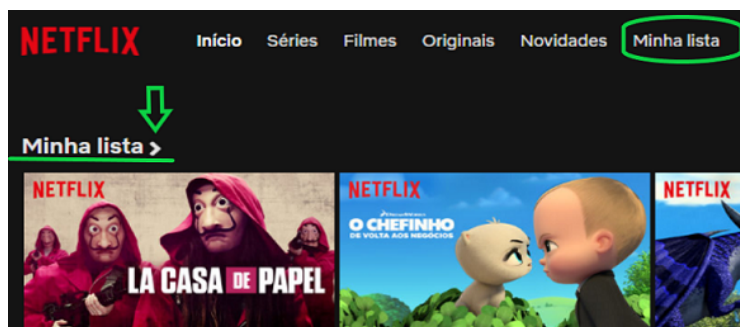 NETFLIX Início Séries Filmes Originais Novidades Minha lista
Minha lista >
NETFLIX
LA CASA DE PAPEL
NETFLIX
O CHEFINHO
DE VOLTA AOS NEGÓCIOS
NETFLIX